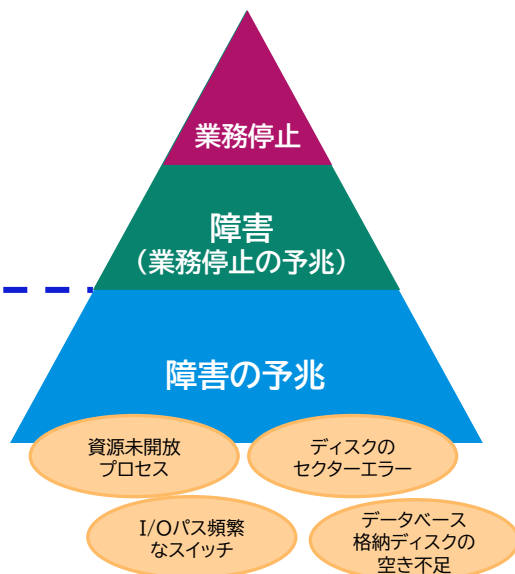 業務停止
障害
（業務停止の予兆）
障害の予兆
資源未開放
プロセス
ディスクの
セクターエラー
I/Oパス頻繁
なスイッチ
データベース
格納ディスクの
空き不足